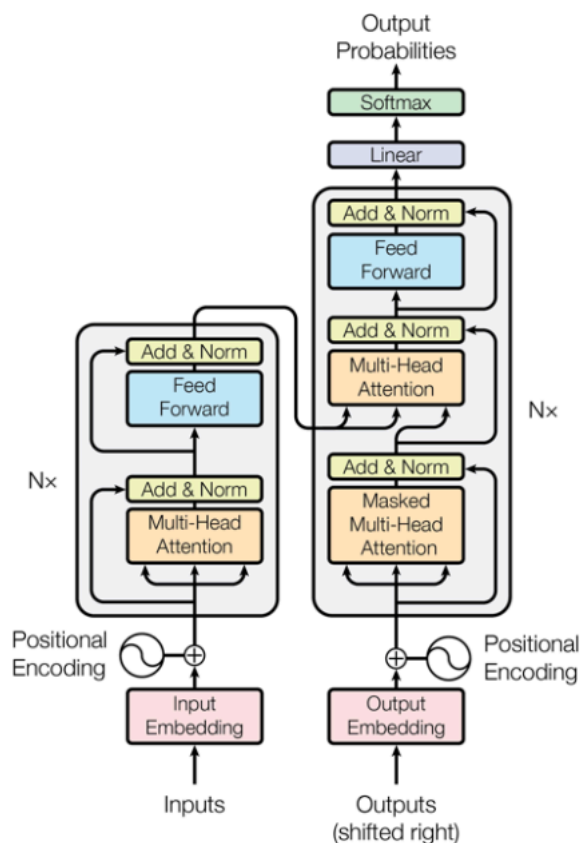 Output
Probabilities
Softmax
Linear
Add & Norm
Feed
Forward
Add & Norm
Multi-Head
Attention
Add & Norm
Masked
Multi-Head
Attention
N×
Add & Norm
Feed
Forward
Add & Norm
Multi-Head
Attention
N×
Positional
Encoding
Positional
Encoding
Input
Embedding
Output
Embedding
Inputs
Outputs
(shifted right)